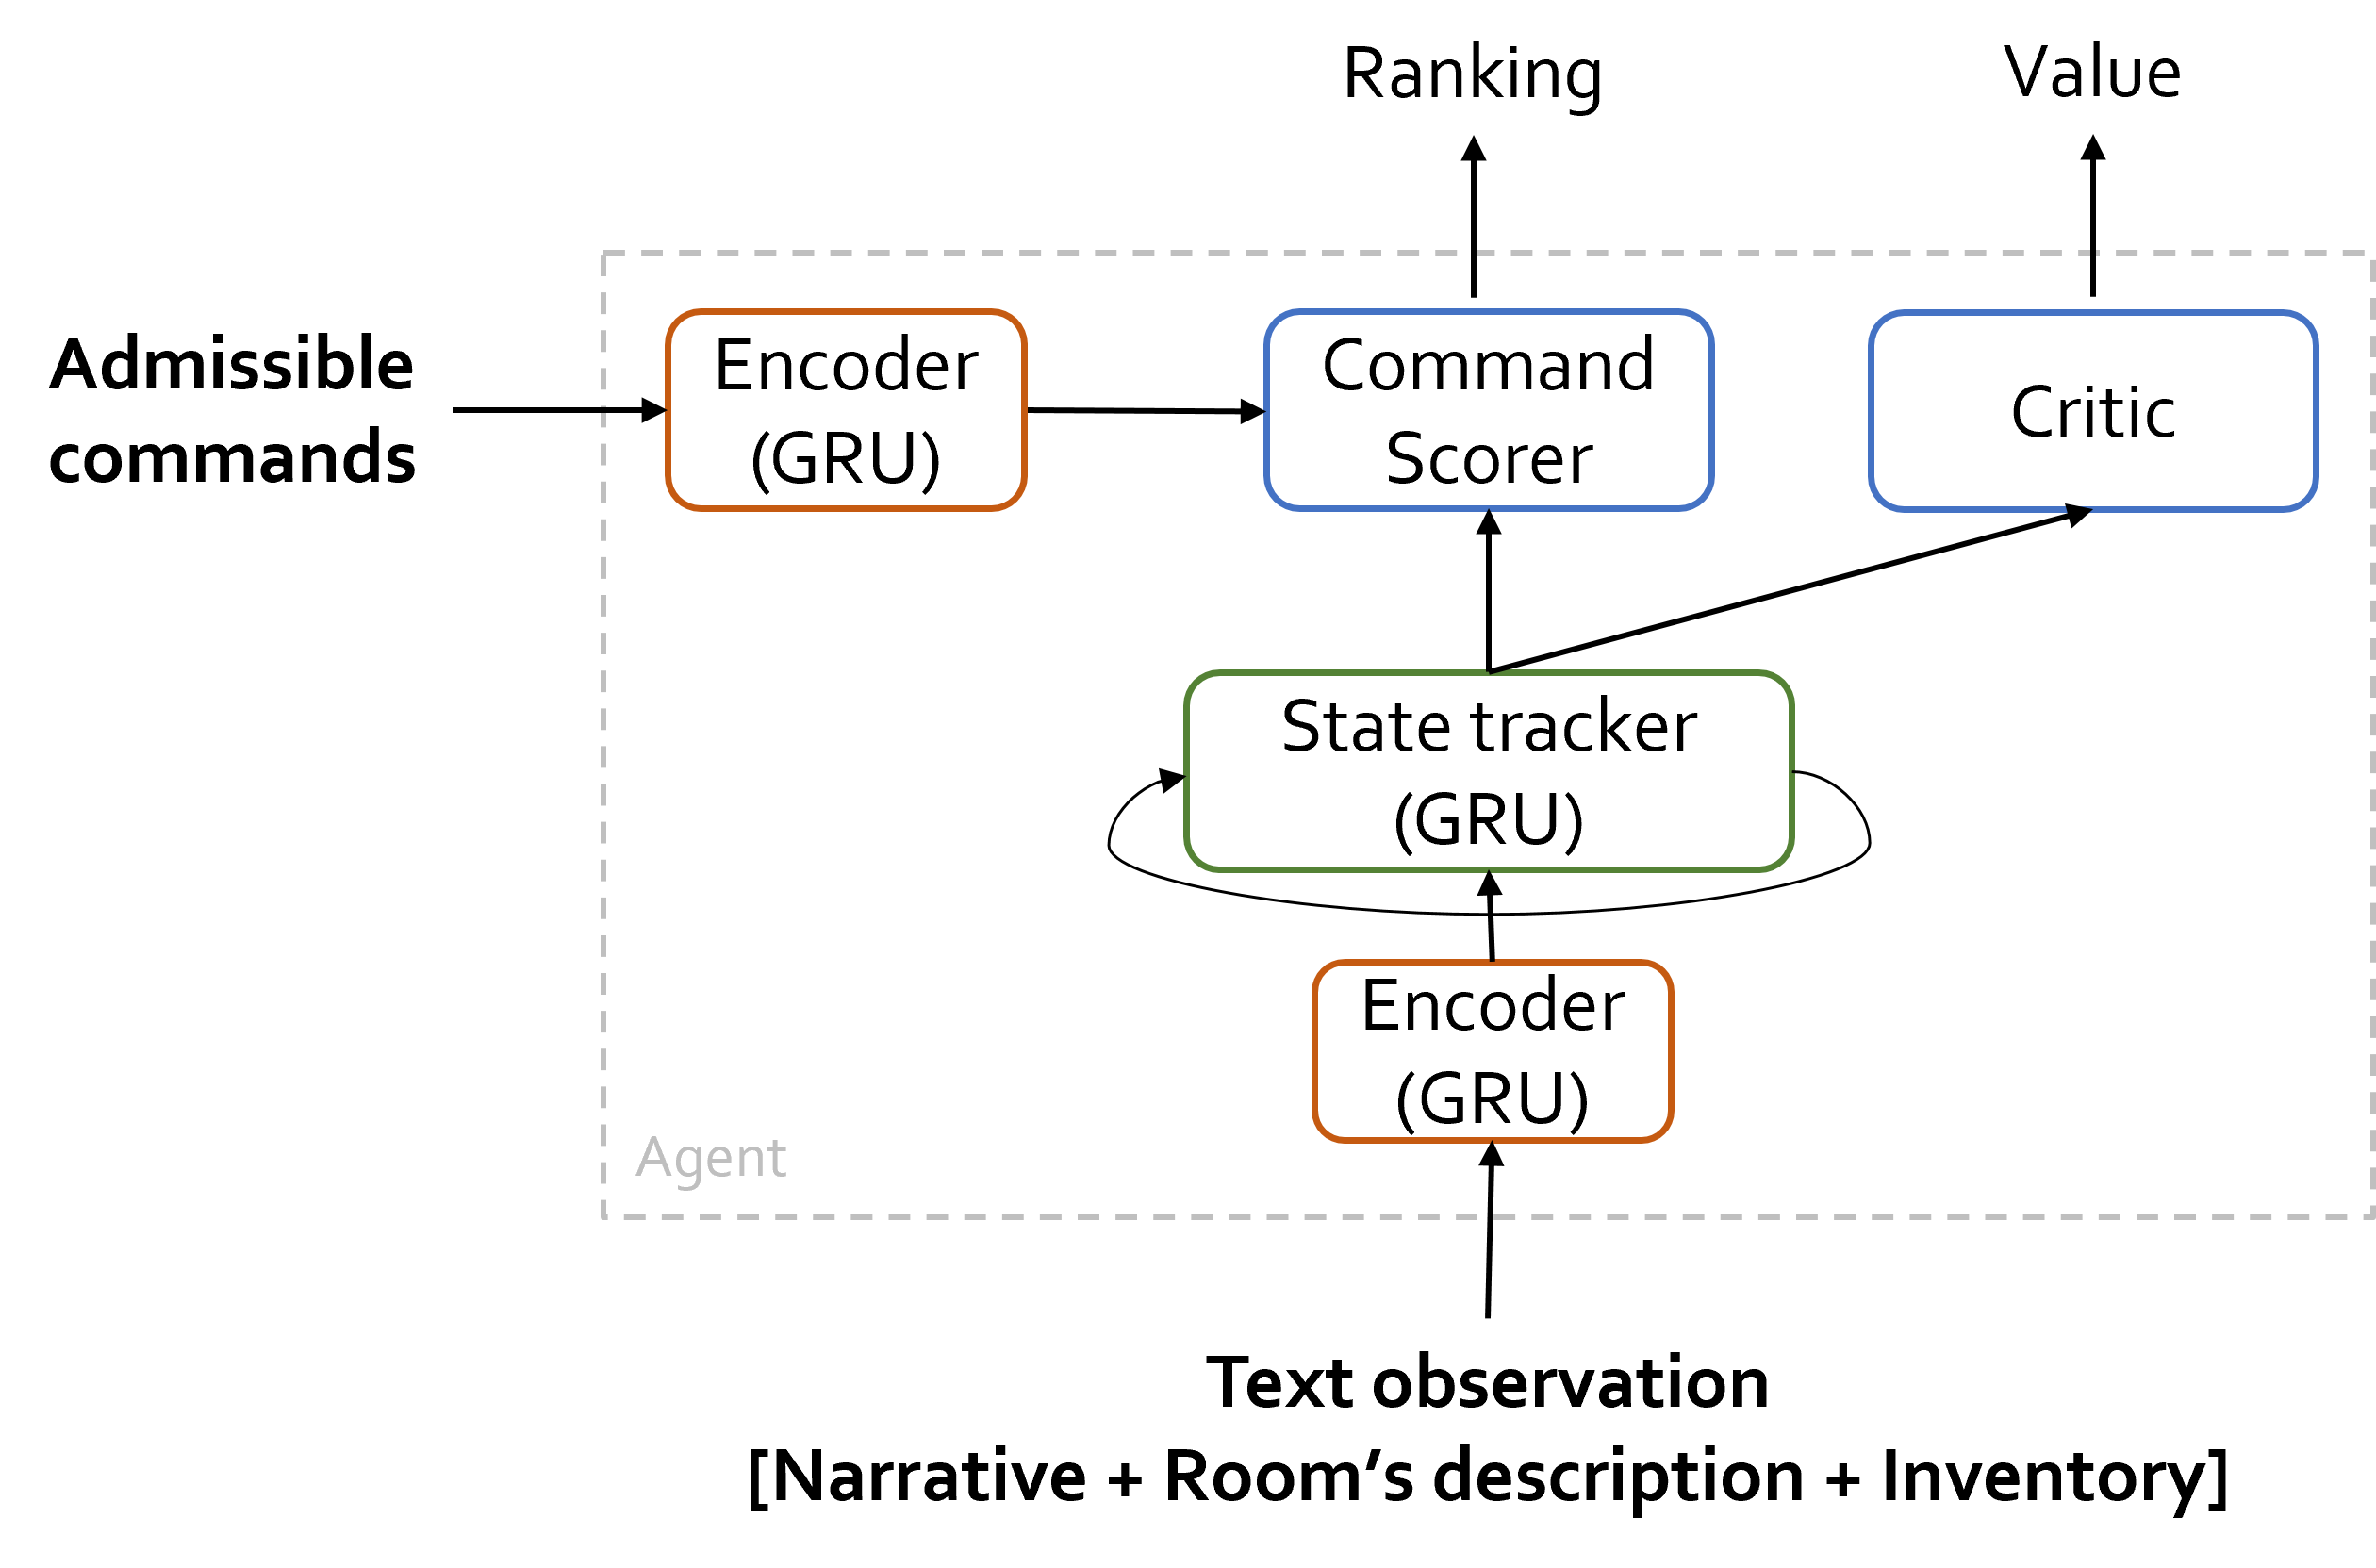 Ranking
Value
Admissible
commands
Encoder
(GRU)
Command
Scorer
Critic
State tracker
(GRU)
Encoder
(GRU)
Agent
Text observation
[Narrative + Room’s description + Inventory]